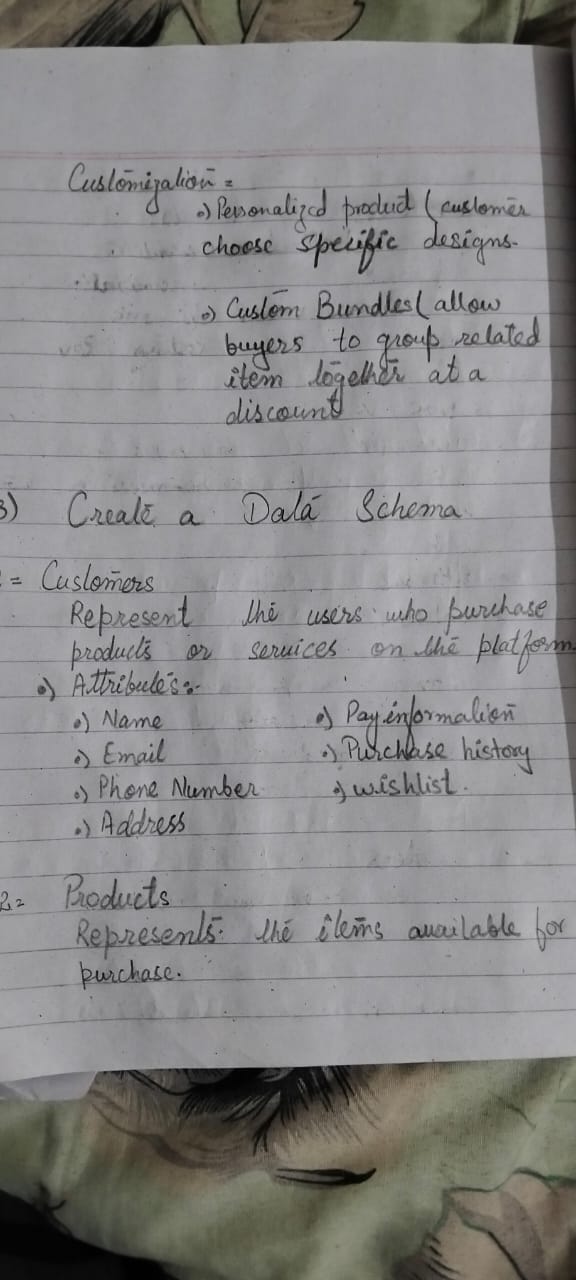 Customization =
•) Personalized product (customer
choose specific designs.
•) Custom Bundles (allow
buyers to group related
item together at a
discount
3) Create a Data Schema
= Customers
Represent the users who purchase
products or services on the platform
•) Attributes:-
•) Name •) Pay information
•) Email •) Purchase history
•) Phone Number •) wishlist.
•) Address
2= Products
Represents the items available for
purchase.